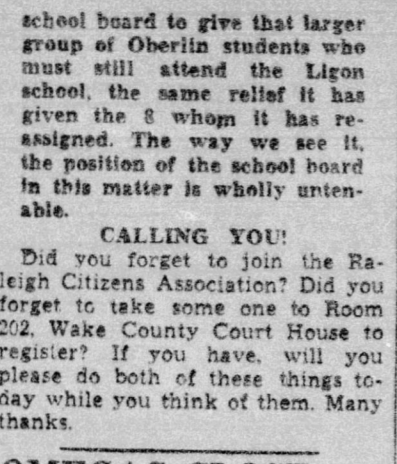 school board to give that larger
group of Oberlin students who
must still attend the Ligon
school, the same relief it has
given the 8 whom it has re-
assigned. The way we see it,
the position of the school board
in this matter is wholly unten-
able.
CALLING YOU!
Did you forget to join the Ra-
leigh Citizens Association? Did you
forget to take some one to Room
202, Wake County Court House to
register? If you have, will you
please do both of these things to-
day while you think of them. Many
thanks.